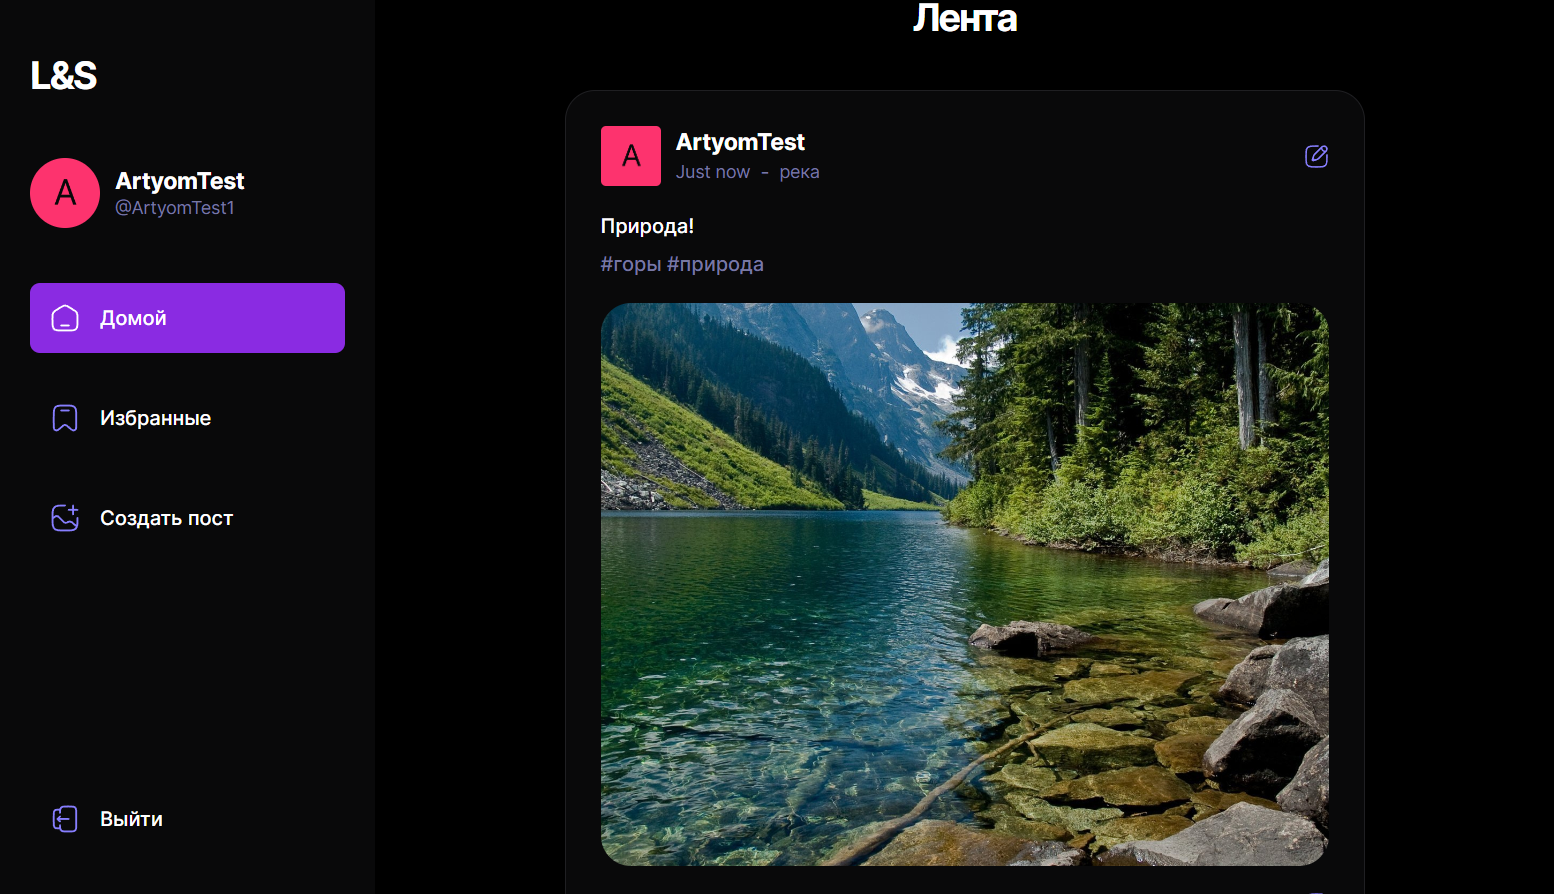 L&S
A
ArtyomTest
@ArtyomTest1
Домой
Избранные
Создать пост
Выйти
Лента
A
ArtyomTest
Just now - река
Природа!
#горы #природа